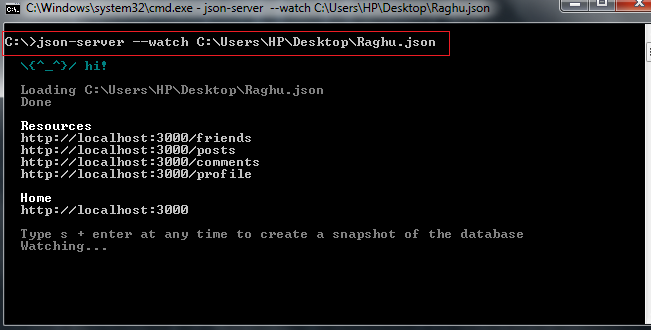 C:\Windows\system32\cmd.exe - json-server --watch C:\Users\HP\Desktop\Raghu.json
C:\>json-server --watch C:\Users\HP\Desktop\Raghu.json
\{^_^}/ hi!
Loading C:\Users\HP\Desktop\Raghu.json
Done
Resources
http://localhost:3000/friends
http://localhost:3000/posts
http://localhost:3000/comments
http://localhost:3000/profile
Home
http://localhost:3000
Type s + enter at any time to create a snapshot of the database
Watching...